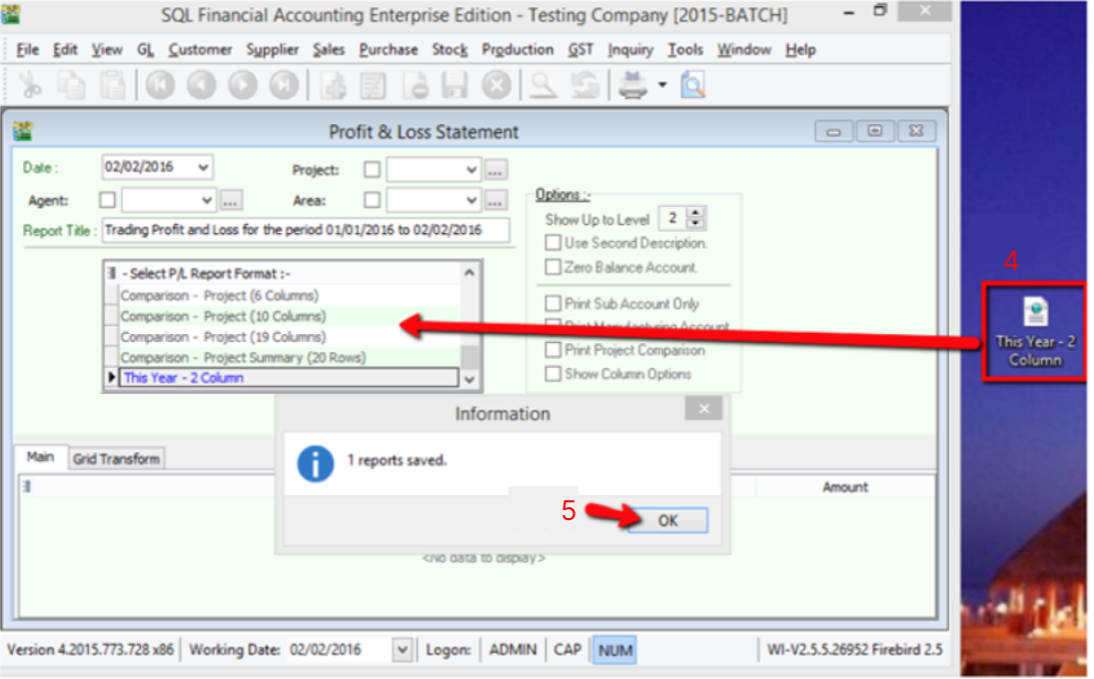 SQL Financial Accounting Enterprise Edition - Testing Company [2015-BATCH]
File Edit View GL Customer Supplier Sales Purchase Stock Production GST Inquiry Tools Window Help
Profit & Loss Statement
Date : 02/02/2016 Project: ...
Agent: ... Area: ...
Report Title : Trading Profit and Loss for the period 01/01/2016 to 02/02/2016
Options :-
Show Up to Level 2
Use Second Description.
Zero Balance Account.
Print Sub Account Only
Print Manufacturing Account
Print Project Comparison
Show Column Options
- Select P/L Report Format :-
Comparison - Project (6 Columns)
Comparison - Project (10 Columns)
Comparison - Project (19 Columns)
Comparison - Project Summary (20 Rows)
This Year - 2 Column
4
This Year - 2
Column
Information
1 reports saved.
5
OK
Main Grid Transform
Amount
<No data to display>
Version 4.2015.773.728 x86 Working Date: 02/02/2016 Logon: ADMIN CAP NUM WI-V2.5.5.26952 Firebird 2.5